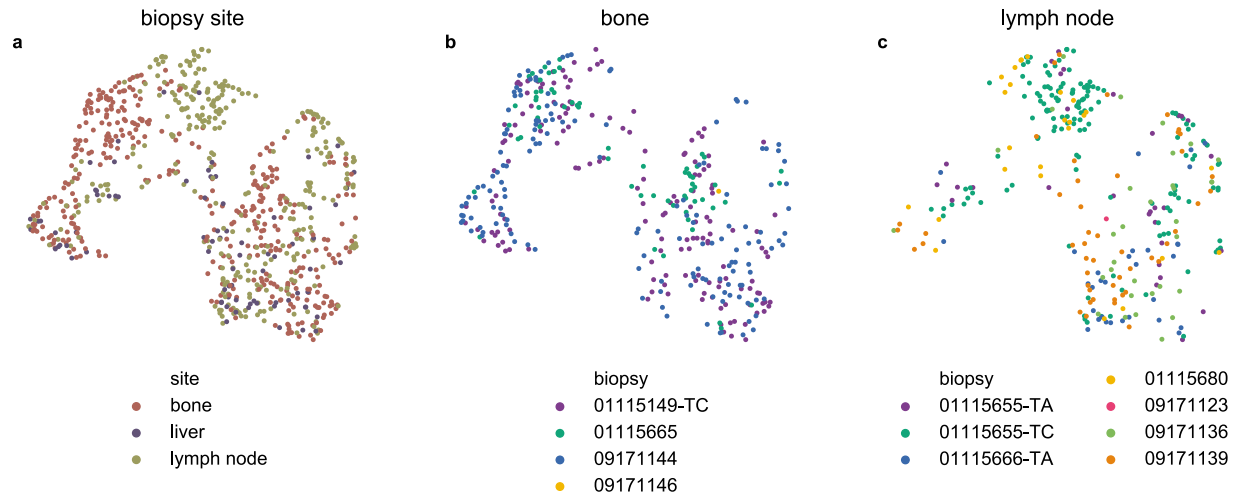 biopsy site
bone
lymph node
a
b
c
site
bone
liver
lymph node
biopsy
01115149-TC
01115665
09171144
09171146
biopsy
01115655-TA
01115655-TC
01115666-TA
01115680
09171123
09171136
09171139